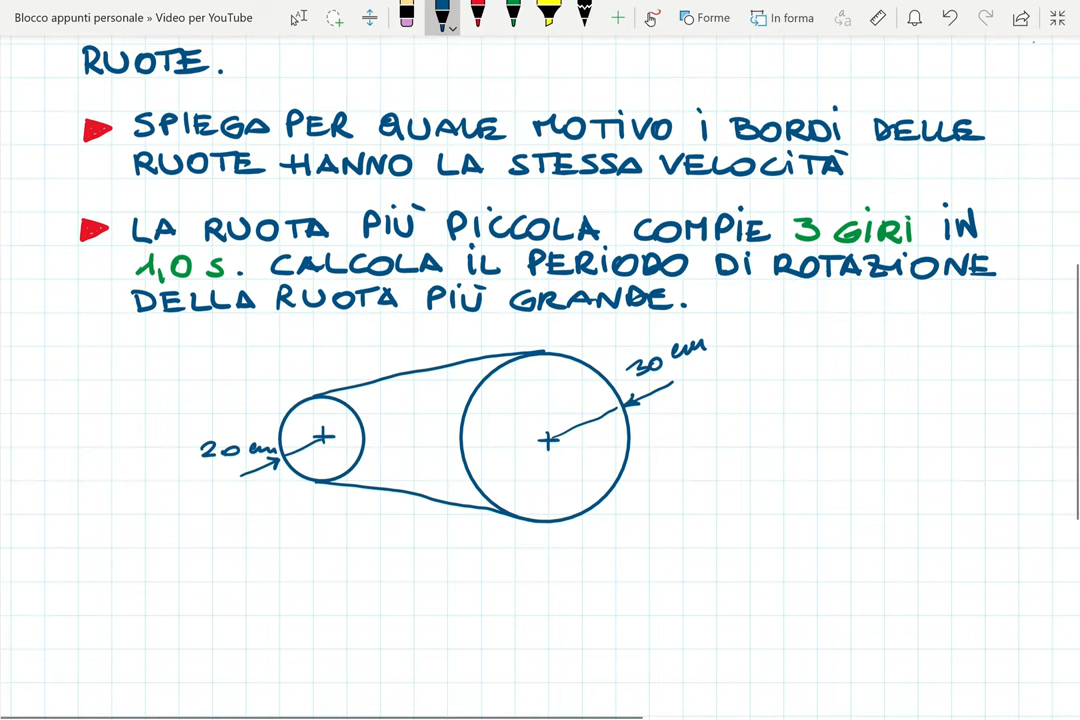 Blocco appunti personale » Video per YouTube
Forme
In forma
RUOTE.
SPIEGA PER QUALE MOTIVO I BORDI DELLE
RUOTE HANNO LA STESSA VELOCITÀ
LA RUOTA PIÙ PICCOLA COMPIE 3 GIRI IN
1,0 s. CALCOLA IL PERIODO DI ROTAZIONE
DELLA RUOTA PIÙ GRANDE.
30 cm
20 cm